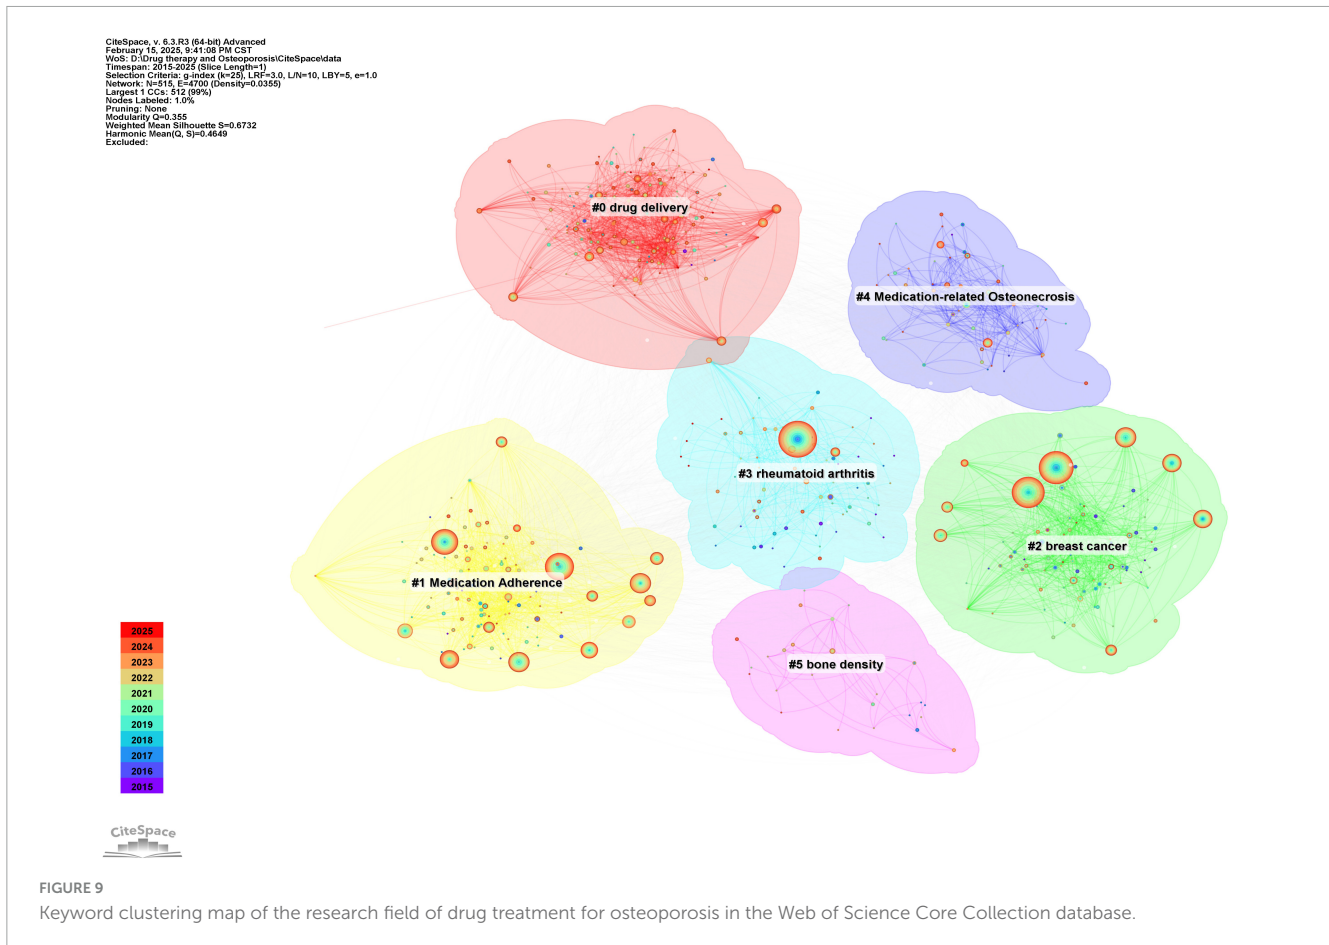 CiteSpace, v. 6.3.R3 (64-bit) Advanced
February 15, 2025, 9:41:08 PM CST
WoS: D:\Drug therapy and Osteoporosis\CiteSpace\data
Timespan: 2015-2025 (Slice Length=1)
Selection Criteria: g-index (k=25), LRF=3.0, L/N=10, LBY=5, e=1.0
Network: N=515, E=4700 (Density=0.0355)
Largest 1 CCs: 512 (99%)
Nodes Labeled: 1.0%
Pruning: None
Modularity Q=0.355
Weighted Mean Silhouette S=0.6732
Harmonic Mean(Q, S)=0.4649
Excluded:
#0 drug delivery
#4 Medication-related Osteonecrosis
#3 rheumatoid arthritis
#2 breast cancer
#1 Medication Adherence
#5 bone density
2025
2024
2023
2022
2021
2020
2019
2018
2017
2016
2015
CiteSpace
FIGURE 9
Keyword clustering map of the research field of drug treatment for osteoporosis in the Web of Science Core Collection database.